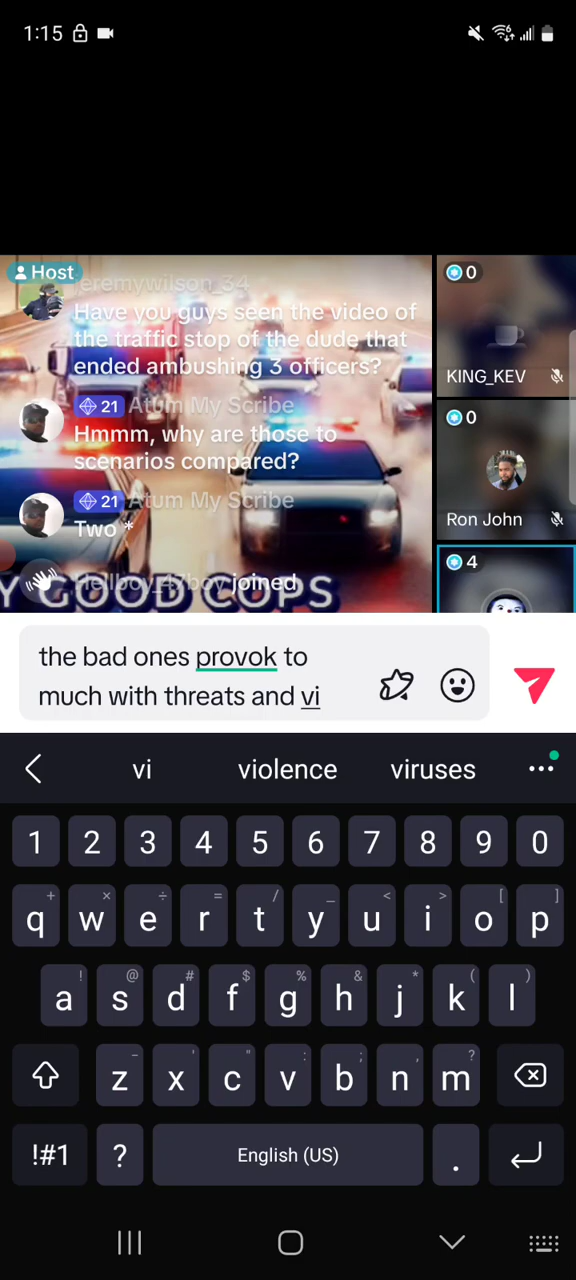 1:15
Host
jeremywilson_34
Have you guys seen the video of
the traffic stop of the dude that
ended ambushing 3 officers?
21 Atum My Scribe
Hmmm, why are those to
scenarios compared?
21 Atum My Scribe
Two *
Hellboy_47boy joined
Y GOOD COPS
0
KING_KEV
0
Ron John
4
the bad ones provok to
much with threats and vi
vi violence viruses
1 2 3 4 5 6 7 8 9 0
+ × ÷ = / _ < > [ ]
q w e r t y u i o p
! @ # $ % ^ & * ( )
a s d f g h j k l
- ' " : ; , ?
z x c v b n m
!#1 ? English (US) .